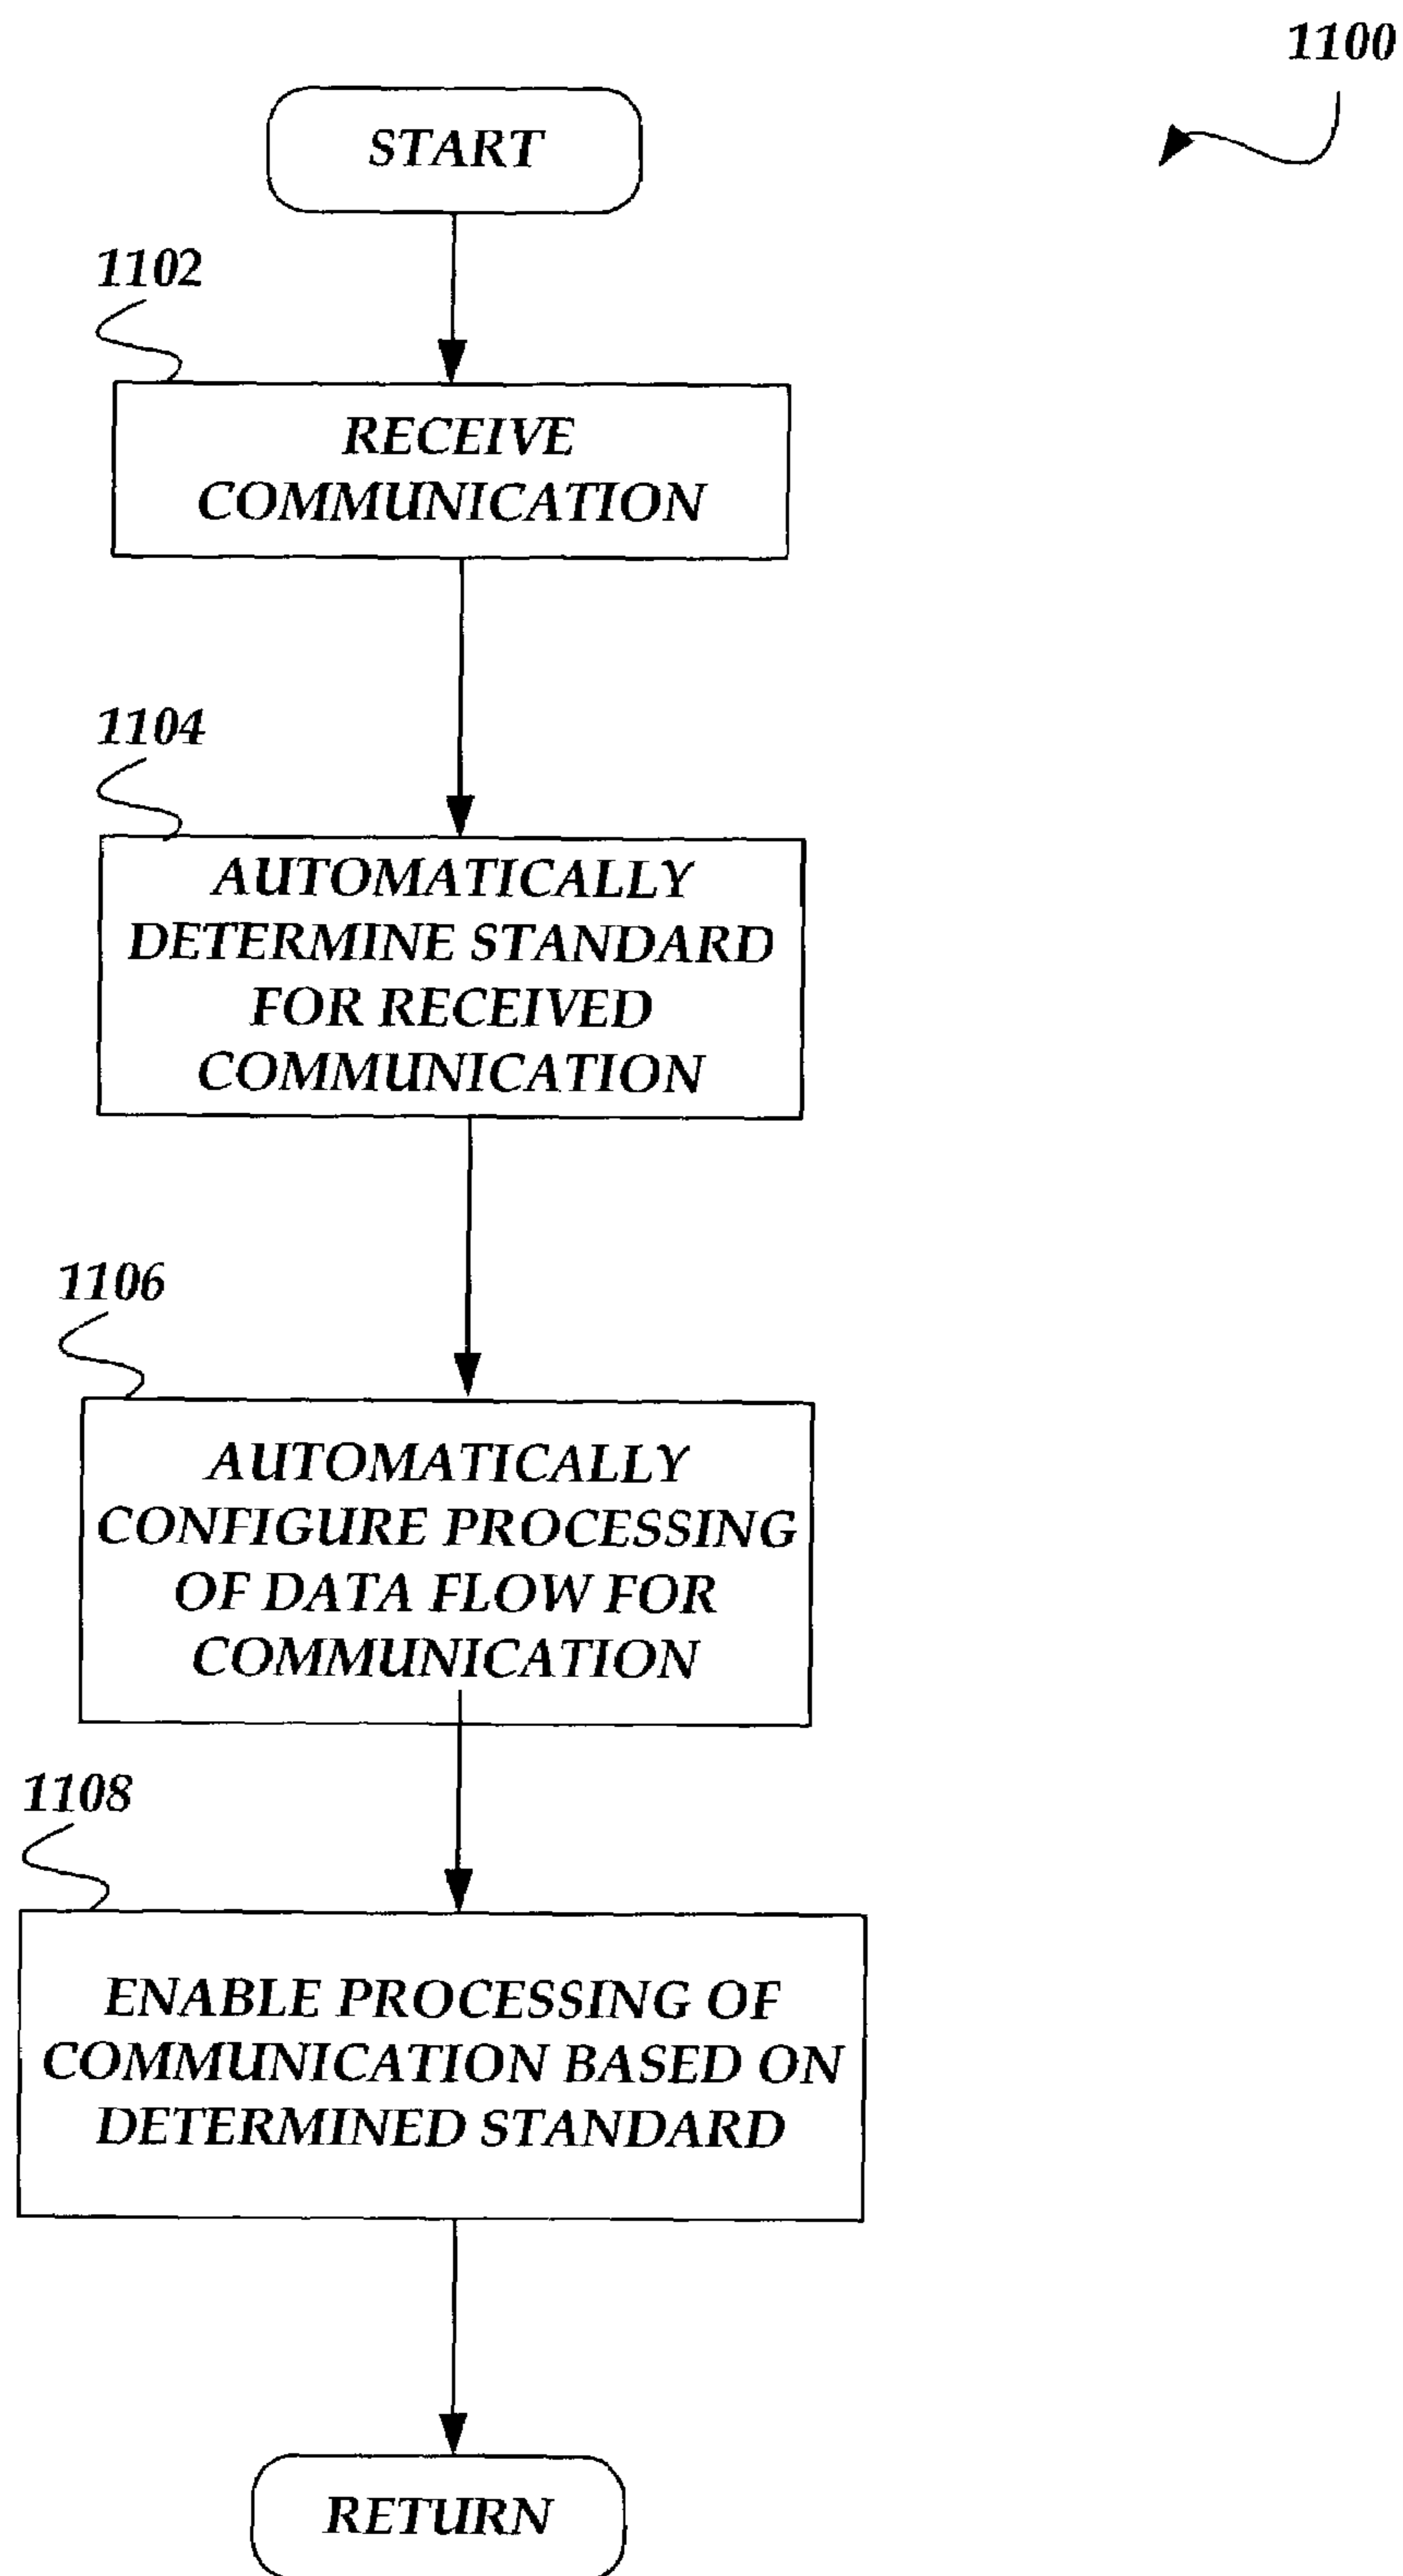 1100
START
1102
RECEIVE
COMMUNICATION
1104
AUTOMATICALLY
DETERMINE STANDARD
FOR RECEIVED
COMMUNICATION
1106
AUTOMATICALLY
CONFIGURE PROCESSING
OF DATA FLOW FOR
COMMUNICATION
1108
ENABLE PROCESSING OF
COMMUNICATION BASED ON
DETERMINED STANDARD
RETURN